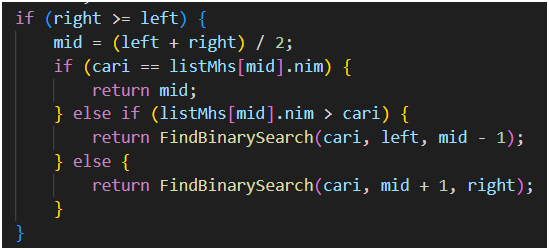 if (right >= left) {
mid = (left + right) / 2;
if (cari == listMhs[mid].nim) {
return mid;
} else if (listMhs[mid].nim > cari) {
return FindBinarySearch(cari, left, mid - 1);
} else {
return FindBinarySearch(cari, mid + 1, right);
}
}